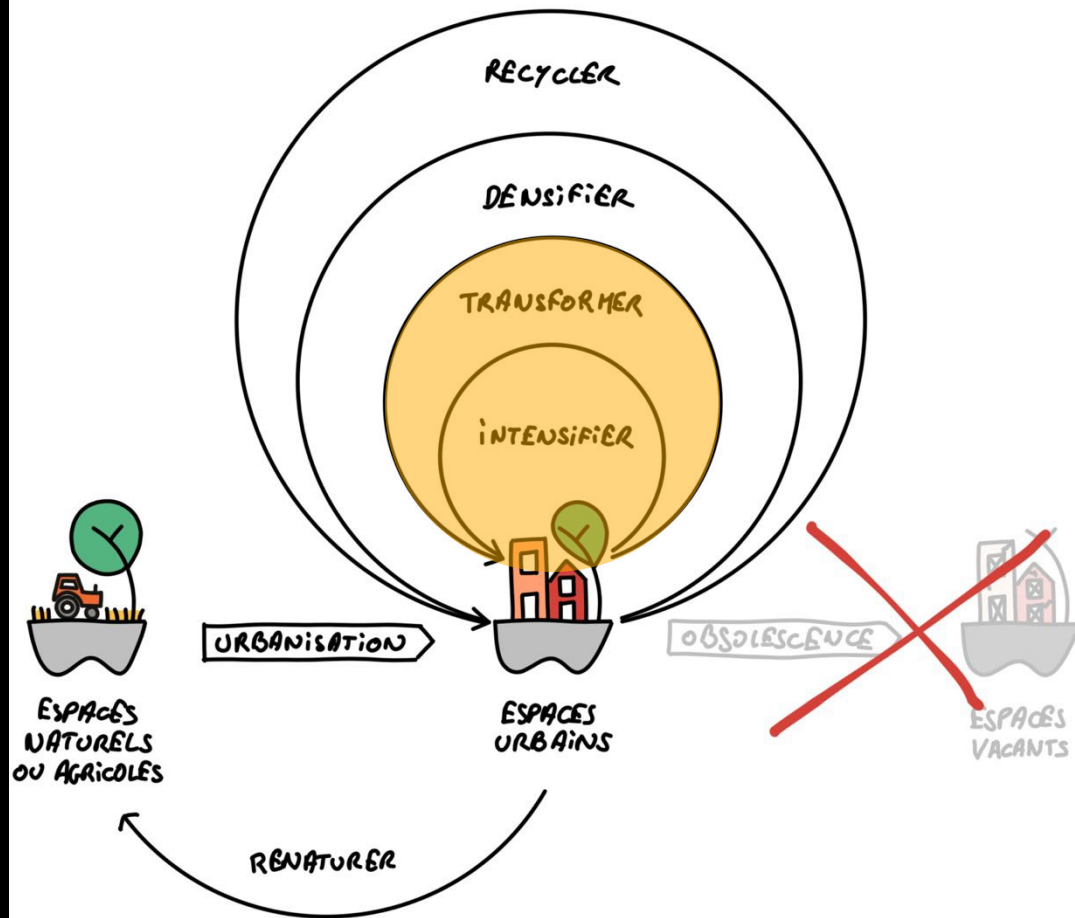 RECYCLER
DENSIFIER
TRANSFORMER
INTENSIFIER
URBANISATION
OBSOLESCENCE
ESPACES
NATURELS
OU AGRICOLES
ESPACES
URBAINS
ESPACES
VACANTS
RENATURER